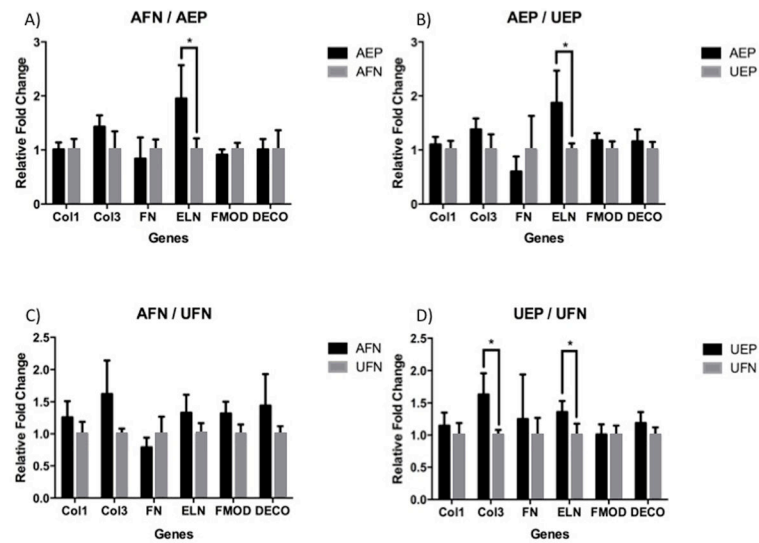 A)
AFN / AEP
Relative Fold Change
3
2
1
0
*
AEP
AFN
Col1 Col3 FN ELN FMOD DECO
Genes
B)
AEP / UEP
Relative Fold Change
3
2
1
0
*
AEP
UEP
Col1 Col3 FN ELN FMOD DECO
Genes
C)
AFN / UFN
Relative Fold Change
2.5
2.0
1.5
1.0
0.5
0.0
AFN
UFN
Col1 Col3 FN ELN FMOD DECO
Genes
D)
UEP / UFN
Relative Fold Change
2.5
2.0
1.5
1.0
0.5
0.0
* *
UEP
UFN
Col1 Col3 FN ELN FMOD DECO
Genes